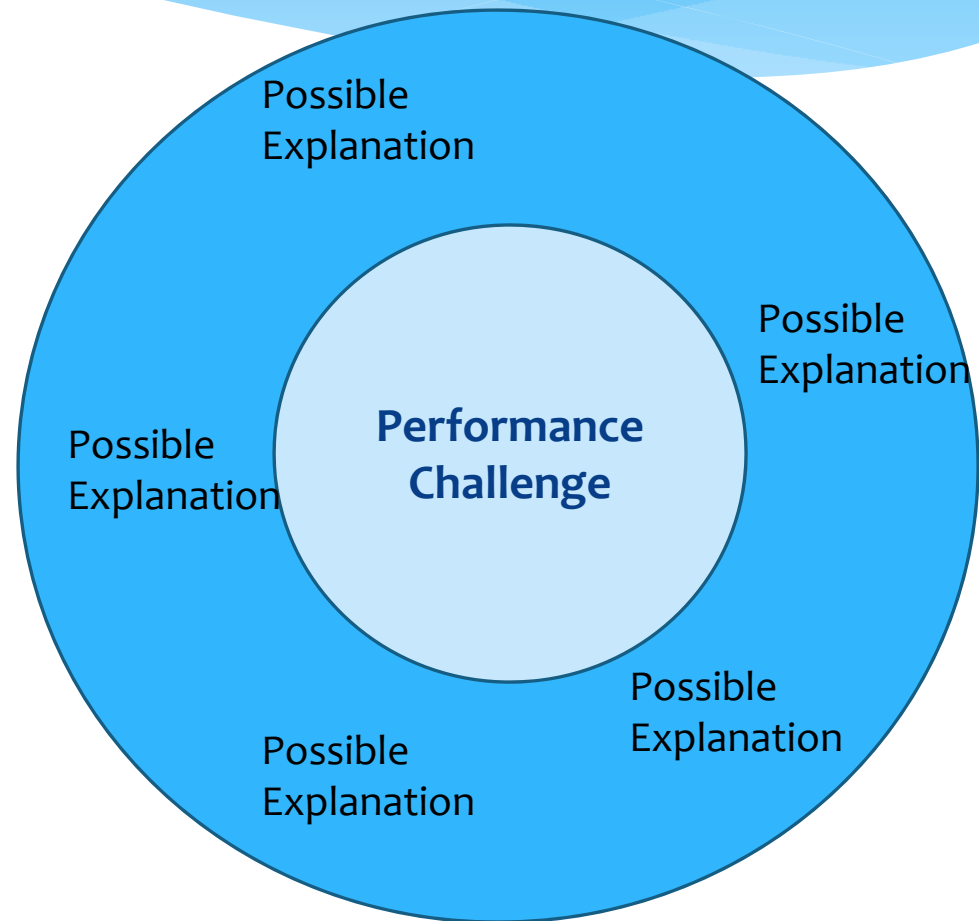 Possible
Explanation
Possible
Explanation
Performance
Challenge
Possible
Explanation
Possible
Explanation
Possible
Explanation